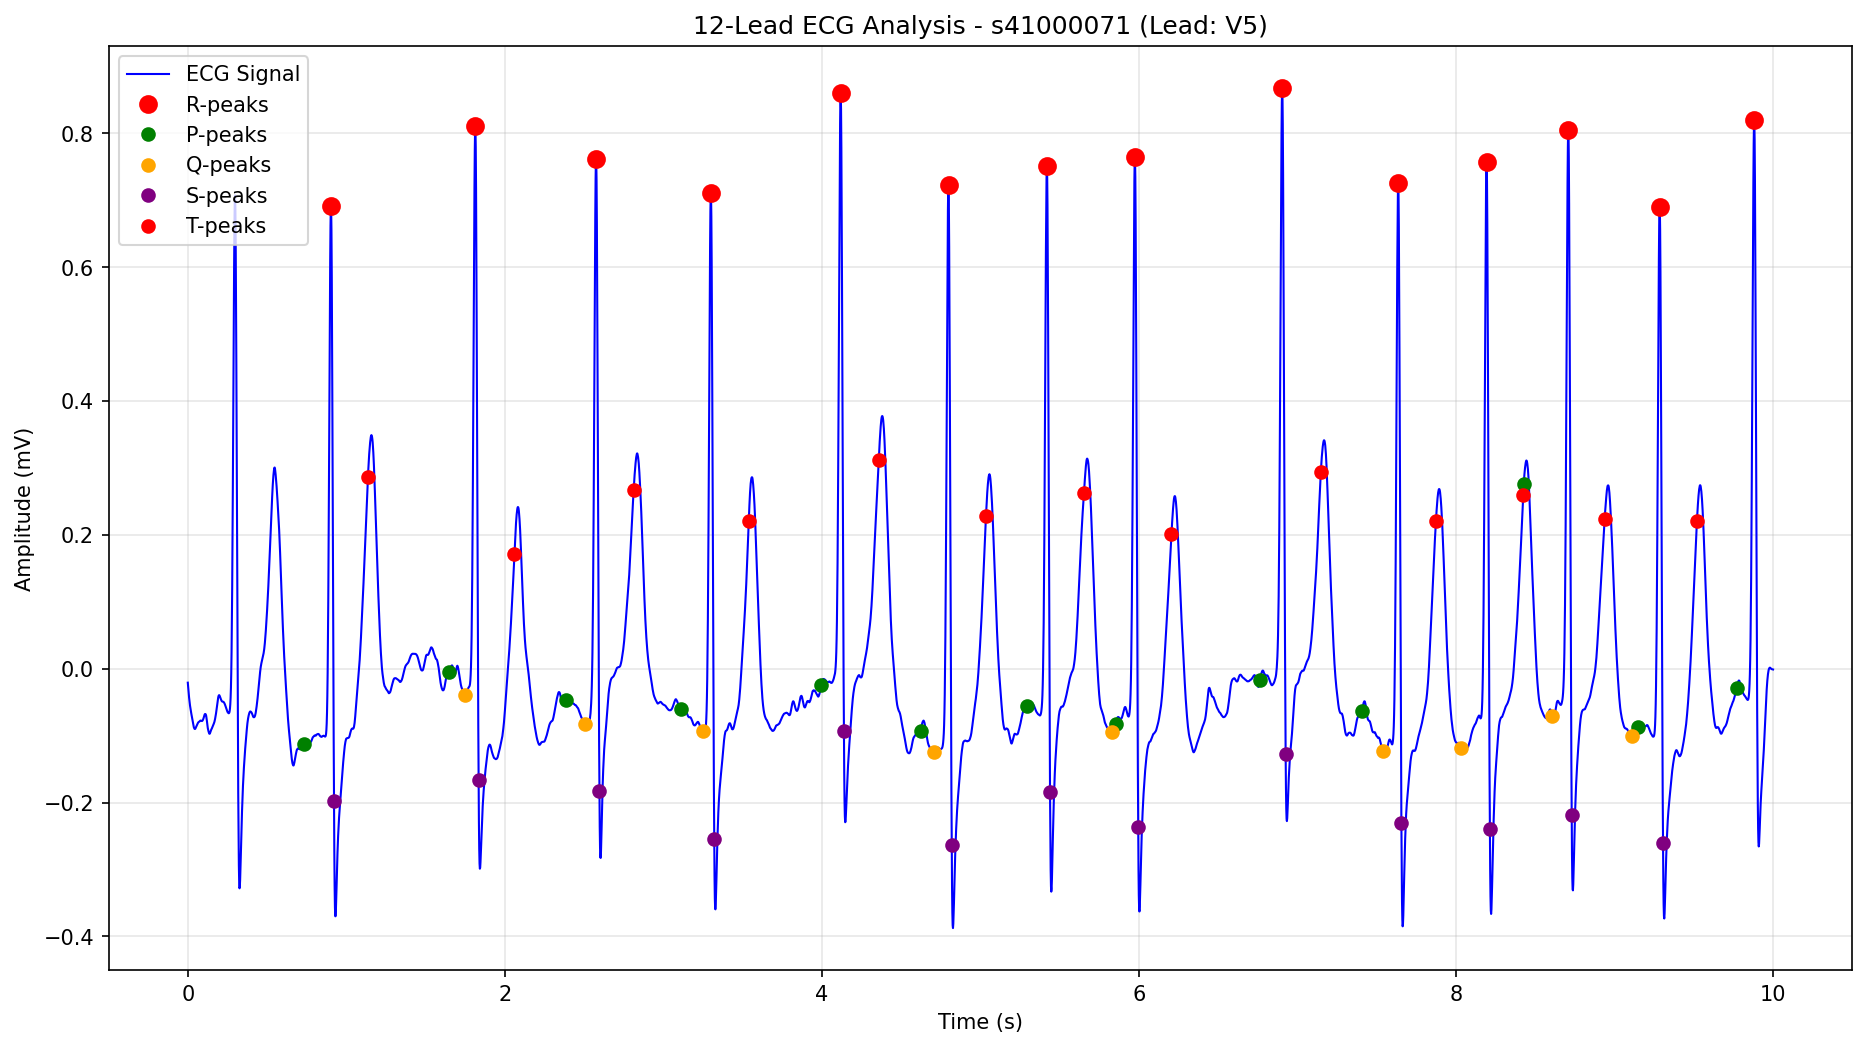 12-Lead ECG Analysis - s41000071 (Lead: V5)
ECG Signal
R-peaks
P-peaks
Q-peaks
S-peaks
T-peaks
Amplitude (mV)
0.8
0.6
0.4
0.2
0.0
−0.2
−0.4
0 2 4 6 8 10
Time (s)